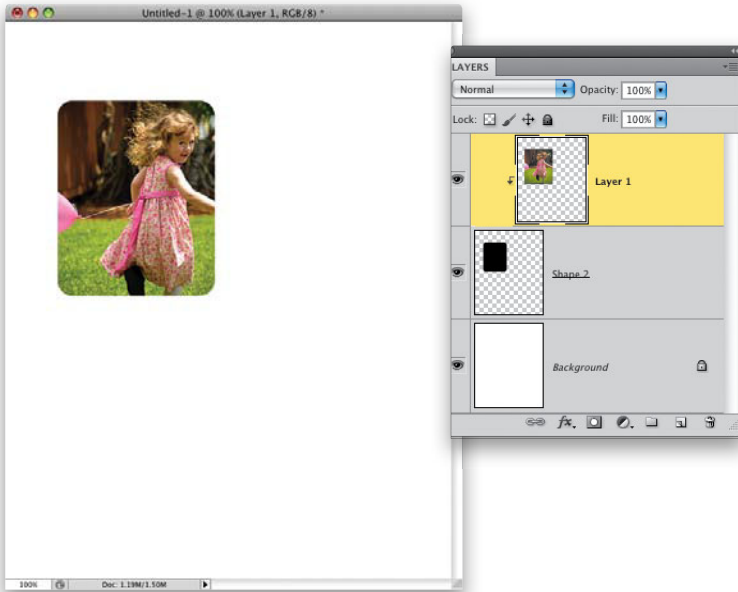 Untitled-1 @ 100% (Layer 1, RGB/8) *
LAYERS
Normal Opacity: 100%
Lock: Fill: 100%
Layer 1
Shape 2
Background
fx.
100% Doc: 1.19M/1.50M